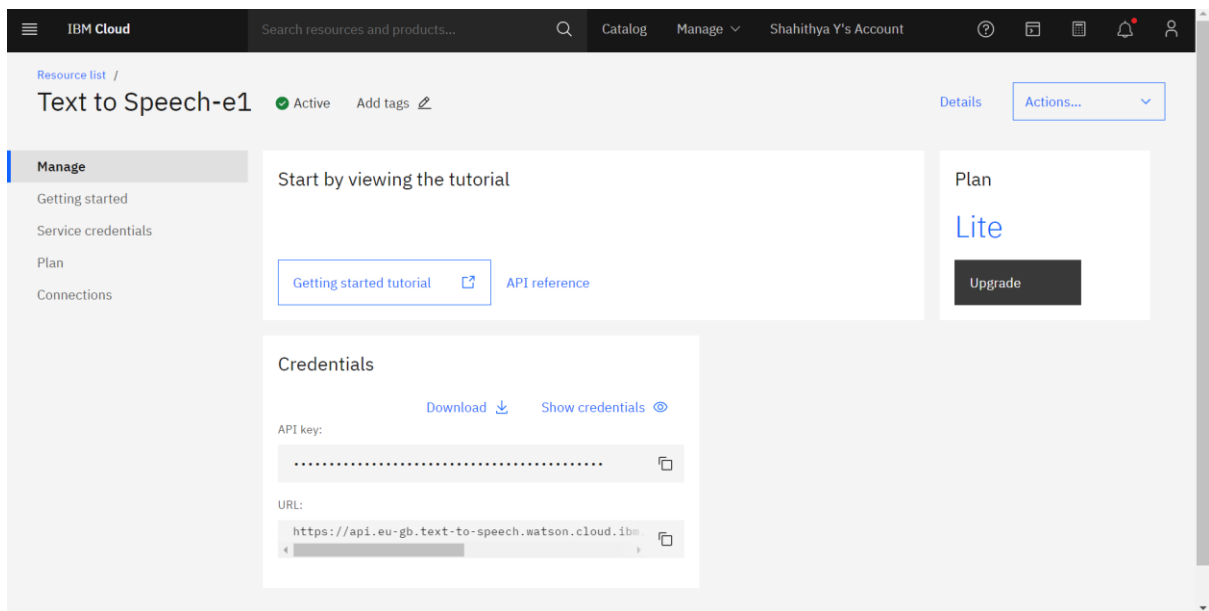 IBM Cloud Search resources and products... Catalog Manage Shahithya Y's Account
Resource list /
Text to Speech-e1 Active Add tags Details Actions...
Manage
Getting started
Service credentials
Plan
Connections
Start by viewing the tutorial
Getting started tutorial API reference
Plan
Lite
Upgrade
Credentials
Download Show credentials
API key:
............................................
URL:
https://api.eu-gb.text-to-speech.watson.cloud.ibm.